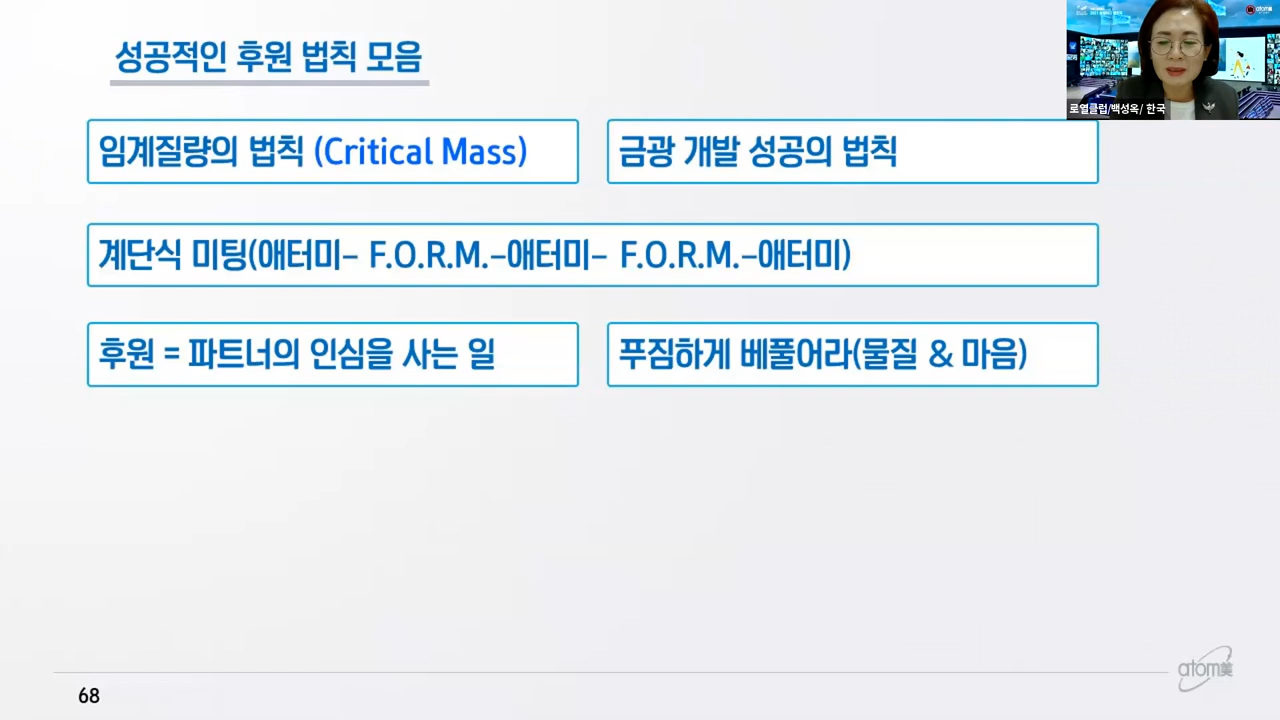 성공적인 후원 법칙 모음
로열클럽/백성옥/ 한국
임계질량의 법칙 (Critical Mass)
금광 개발 성공의 법칙
계단식 미팅(애터미- F.O.R.M.-애터미- F.O.R.M.-애터미)
후원 = 파트너의 인심을 사는 일
푸짐하게 베풀어라(물질 & 마음)
atom美
68